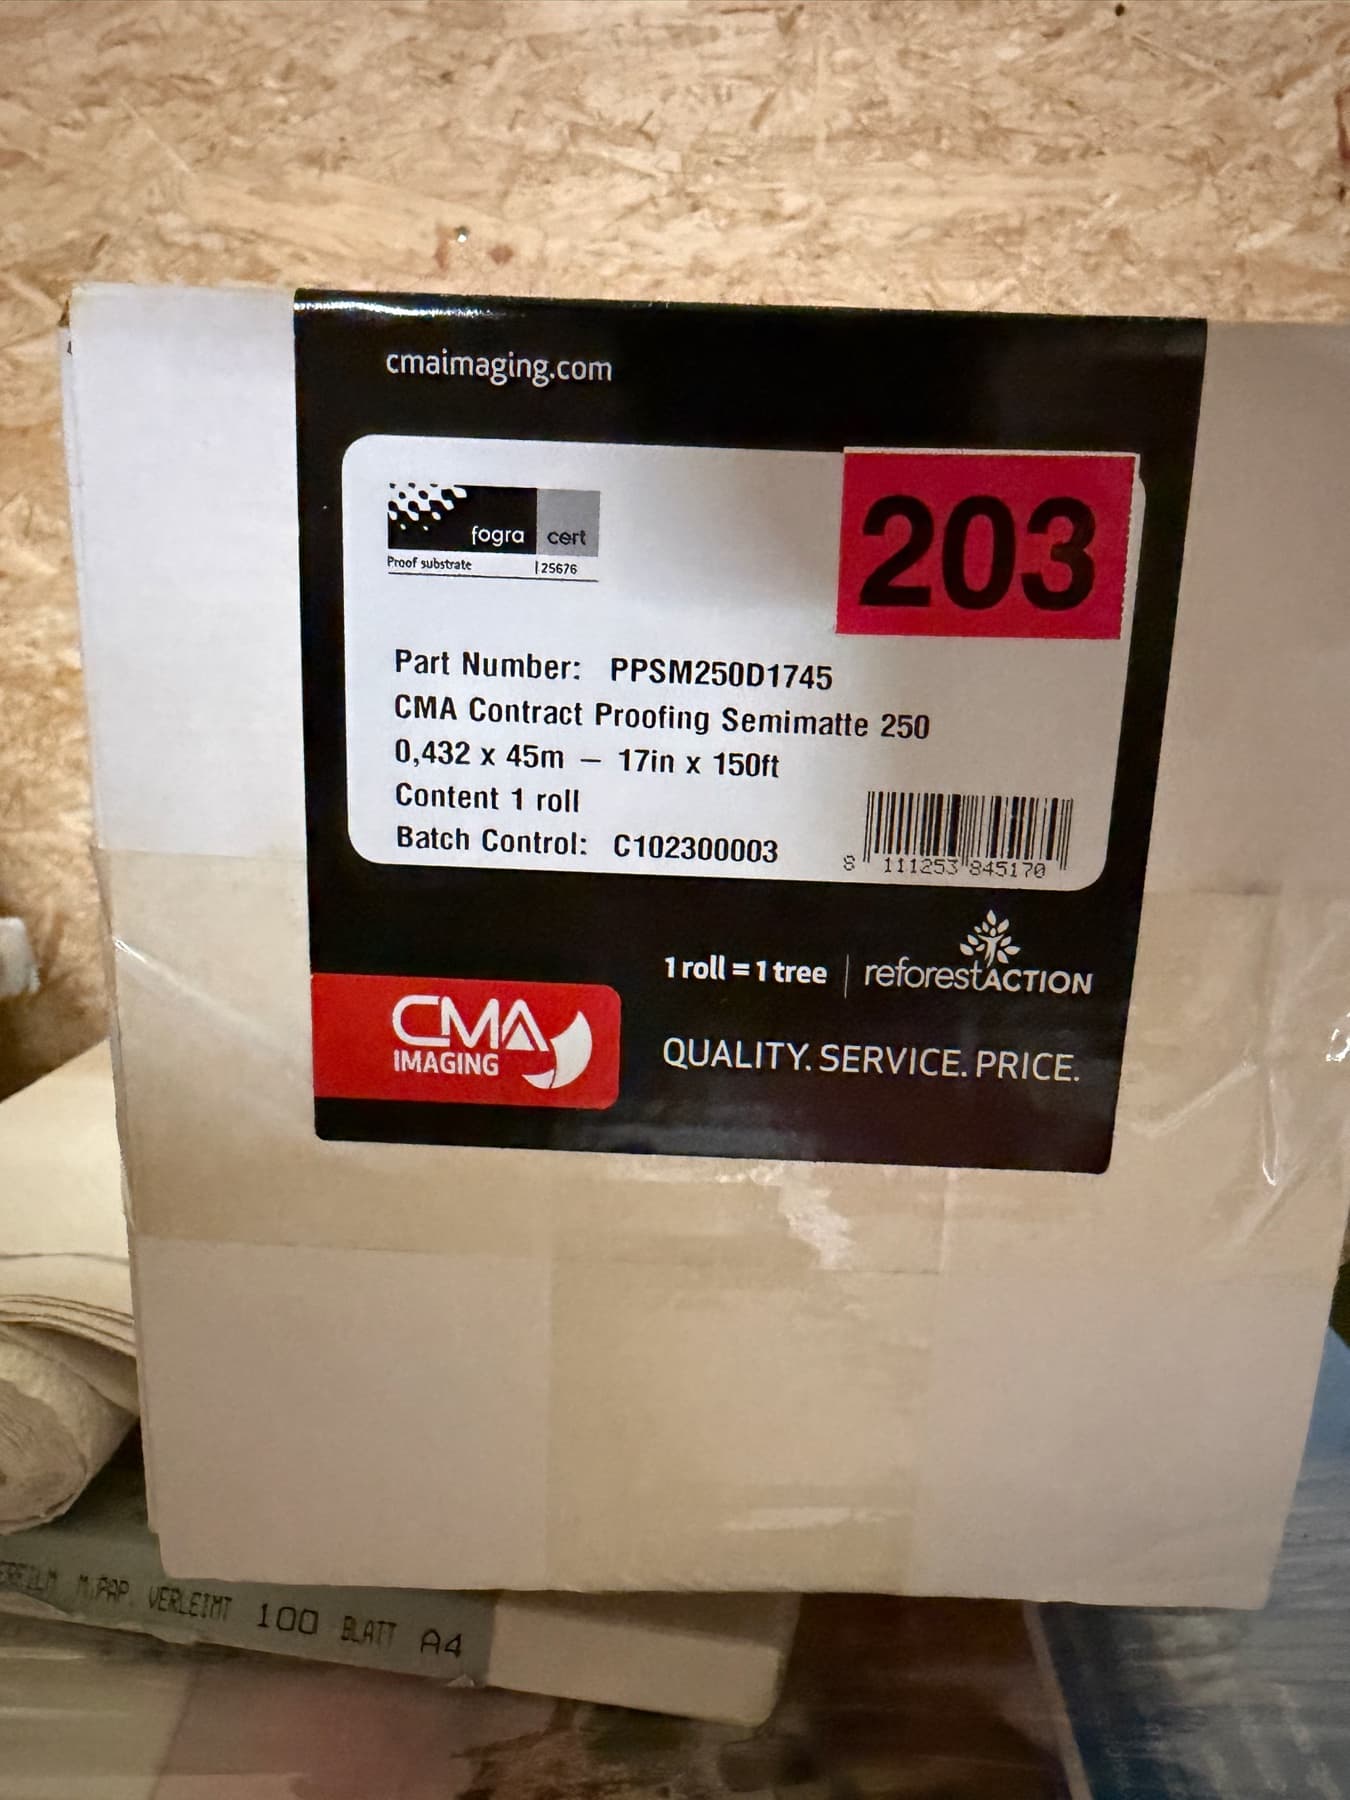 cmaimaging.com
fogra cert
Proof substrate | 25676
203
Part Number: PPSM250D1745
CMA Contract Proofing Semimatte 250
0,432 x 45m – 17in x 150ft
Content 1 roll
Batch Control: C102300003
8 111253 845170
1 roll = 1 tree | reforestACTION
CMA
IMAGING
QUALITY. SERVICE. PRICE.
M.PAP. VERLEIMT 100 BLATT A4